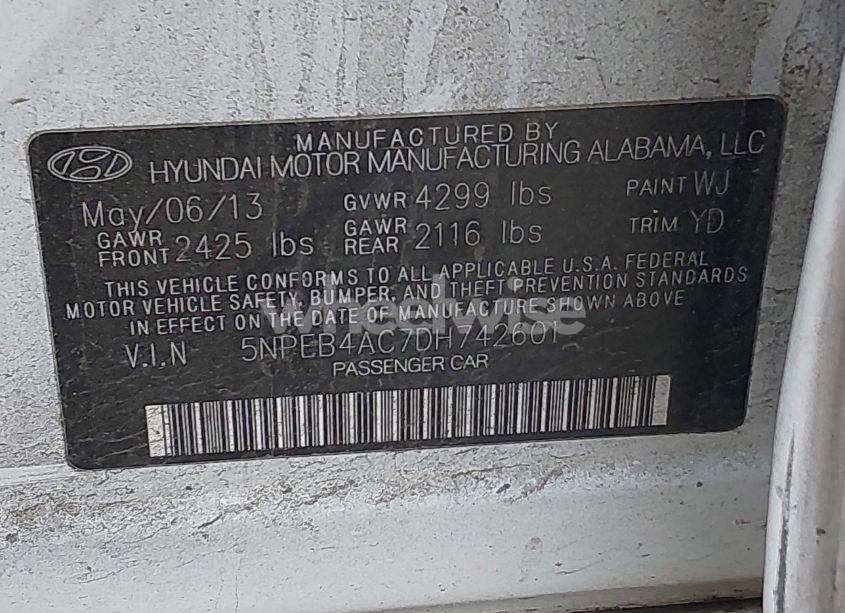 MANUFACTURED BY
HYUNDAI MOTOR MANUFACTURING ALABAMA, LLC
May/06/13 GVWR 4299 lbs PAINT WJ
GAWR FRONT 2425 lbs GAWR REAR 2116 lbs TRIM YD
THIS VEHICLE CONFORMS TO ALL APPLICABLE U.S.A. FEDERAL
MOTOR VEHICLE SAFETY, BUMPER, AND THEFT PREVENTION STANDARDS
IN EFFECT ON THE DATE OF MANUFACTURE SHOWN ABOVE
wheelwise
V.I.N 5NPEB4AC7DH742601
PASSENGER CAR